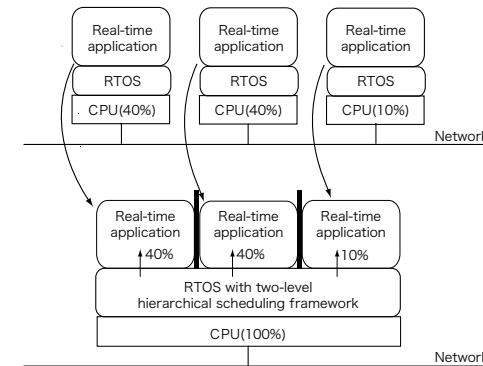 Real-time
application
Real-time
application
Real-time
application
RTOS
RTOS
RTOS
CPU(40%)
CPU(40%)
CPU(10%)
Network
Real-time
application
40%
Real-time
application
40%
Real-time
application
10%
RTOS with two-level
hierarchical scheduling framework
CPU(100%)
Network